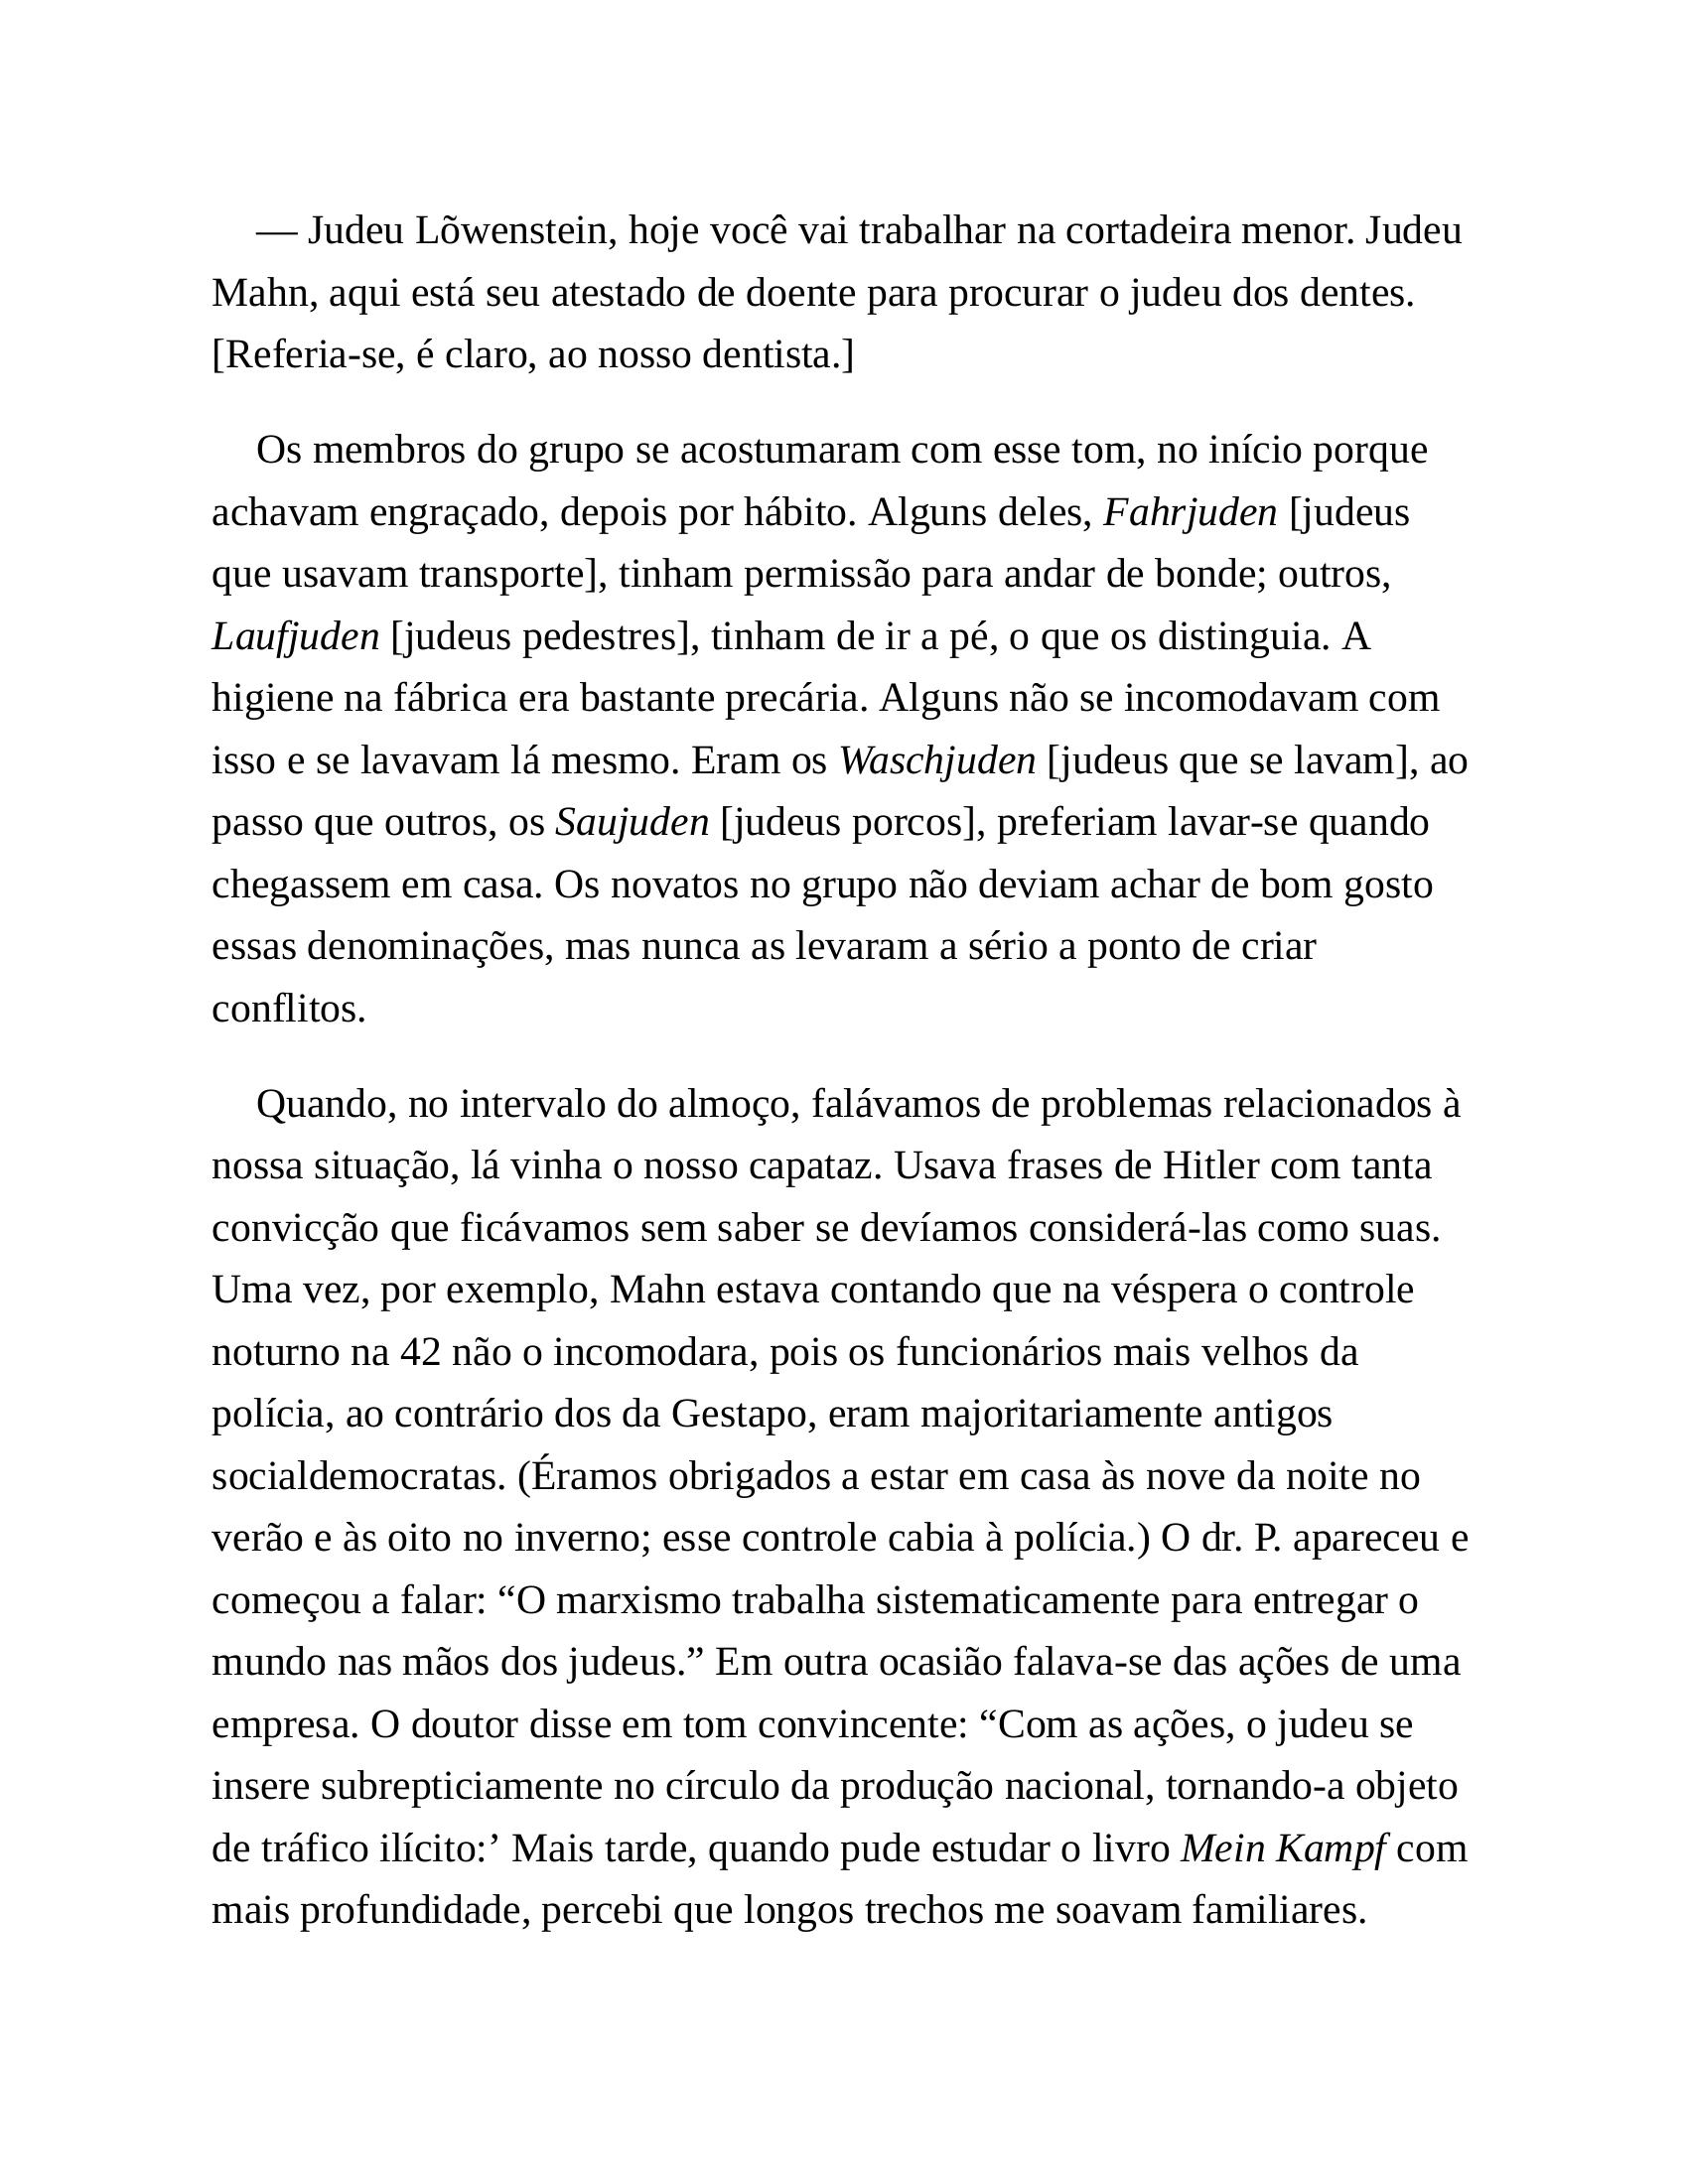 — Judeu Lõwenstein, hoje você vai trabalhar na cortadeira menor. Judeu
Mahn, aqui está seu atestado de doente para procurar o judeu dos dentes.
[Referia-se, é claro, ao nosso dentista.]
Os membros do grupo se acostumaram com esse tom, no início porque
achavam engraçado, depois por hábito. Alguns deles, Fahrjuden [judeus
que usavam transporte], tinham permissão para andar de bonde; outros,
Laufjuden [judeus pedestres], tinham de ir a pé, o que os distinguia. A
higiene na fábrica era bastante precária. Alguns não se incomodavam com
isso e se lavavam lá mesmo. Eram os Waschjuden [judeus que se lavam], ao
passo que outros, os Saujuden [judeus porcos], preferiam lavar-se quando
chegassem em casa. Os novatos no grupo não deviam achar de bom gosto
essas denominações, mas nunca as levaram a sério a ponto de criar
conflitos.
Quando, no intervalo do almoço, falávamos de problemas relacionados à
nossa situação, lá vinha o nosso capataz. Usava frases de Hitler com tanta
convicção que ficávamos sem saber se devíamos considerá-las como suas.
Uma vez, por exemplo, Mahn estava contando que na véspera o controle
noturno na 42 não o incomodara, pois os funcionários mais velhos da
polícia, ao contrário dos da Gestapo, eram majoritariamente antigos
socialdemocratas. (Éramos obrigados a estar em casa às nove da noite no
verão e às oito no inverno; esse controle cabia à polícia.) O dr. P. apareceu e
começou a falar: “O marxismo trabalha sistematicamente para entregar o
mundo nas mãos dos judeus.” Em outra ocasião falava-se das ações de uma
empresa. O doutor disse em tom convincente: “Com as ações, o judeu se
insere subrepticiamente no círculo da produção nacional, tornando-a objeto
de tráfico ilícito:’ Mais tarde, quando pude estudar o livro Mein Kampf com
mais profundidade, percebi que longos trechos me soavam familiares.